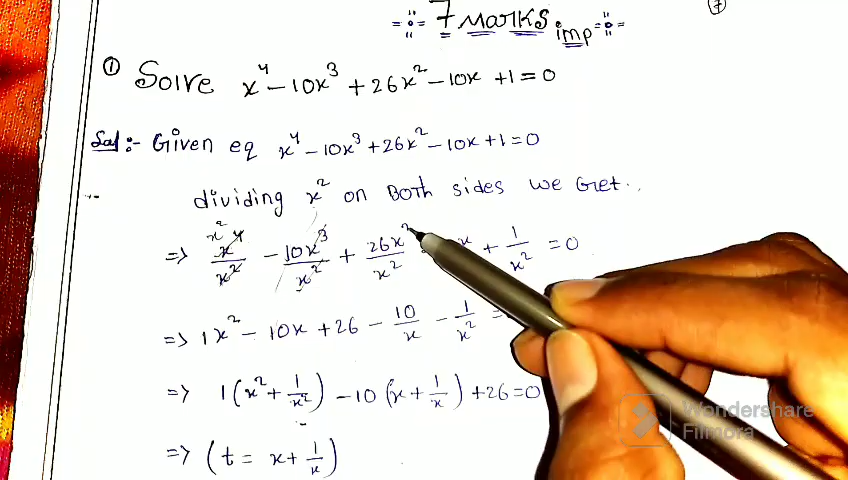 7 7 Marks imp
① Solve x⁴ - 10x³ + 26x² - 10x + 1 = 0
Sol:- Given eq x⁴ - 10x³ + 26x² - 10x + 1 = 0
dividing x² on Both sides we Get..
=> x² x⁴/x² - 10x³/x² + 26x²/x² x + 1/x² = 0
=> 1x² - 10x + 26 - 10/x - 1/x² =
=> 1(x² + 1/x²) - 10(x + 1/x) + 26 = 0
=> (t = x + 1/x)
Wondershare
Filmora